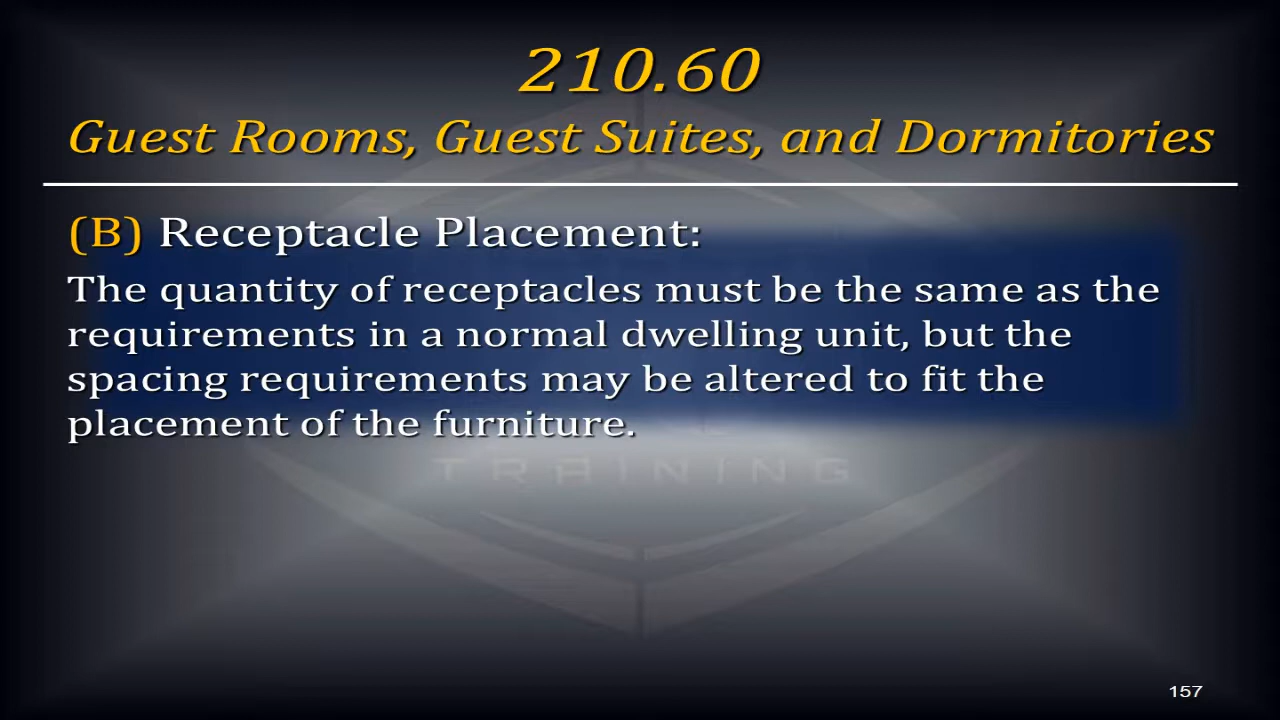 210.60
Guest Rooms, Guest Suites, and Dormitories
(B) Receptacle Placement:
The quantity of receptacles must be the same as the
requirements in a normal dwelling unit, but the
spacing requirements may be altered to fit the
placement of the furniture.
TRAINING
157